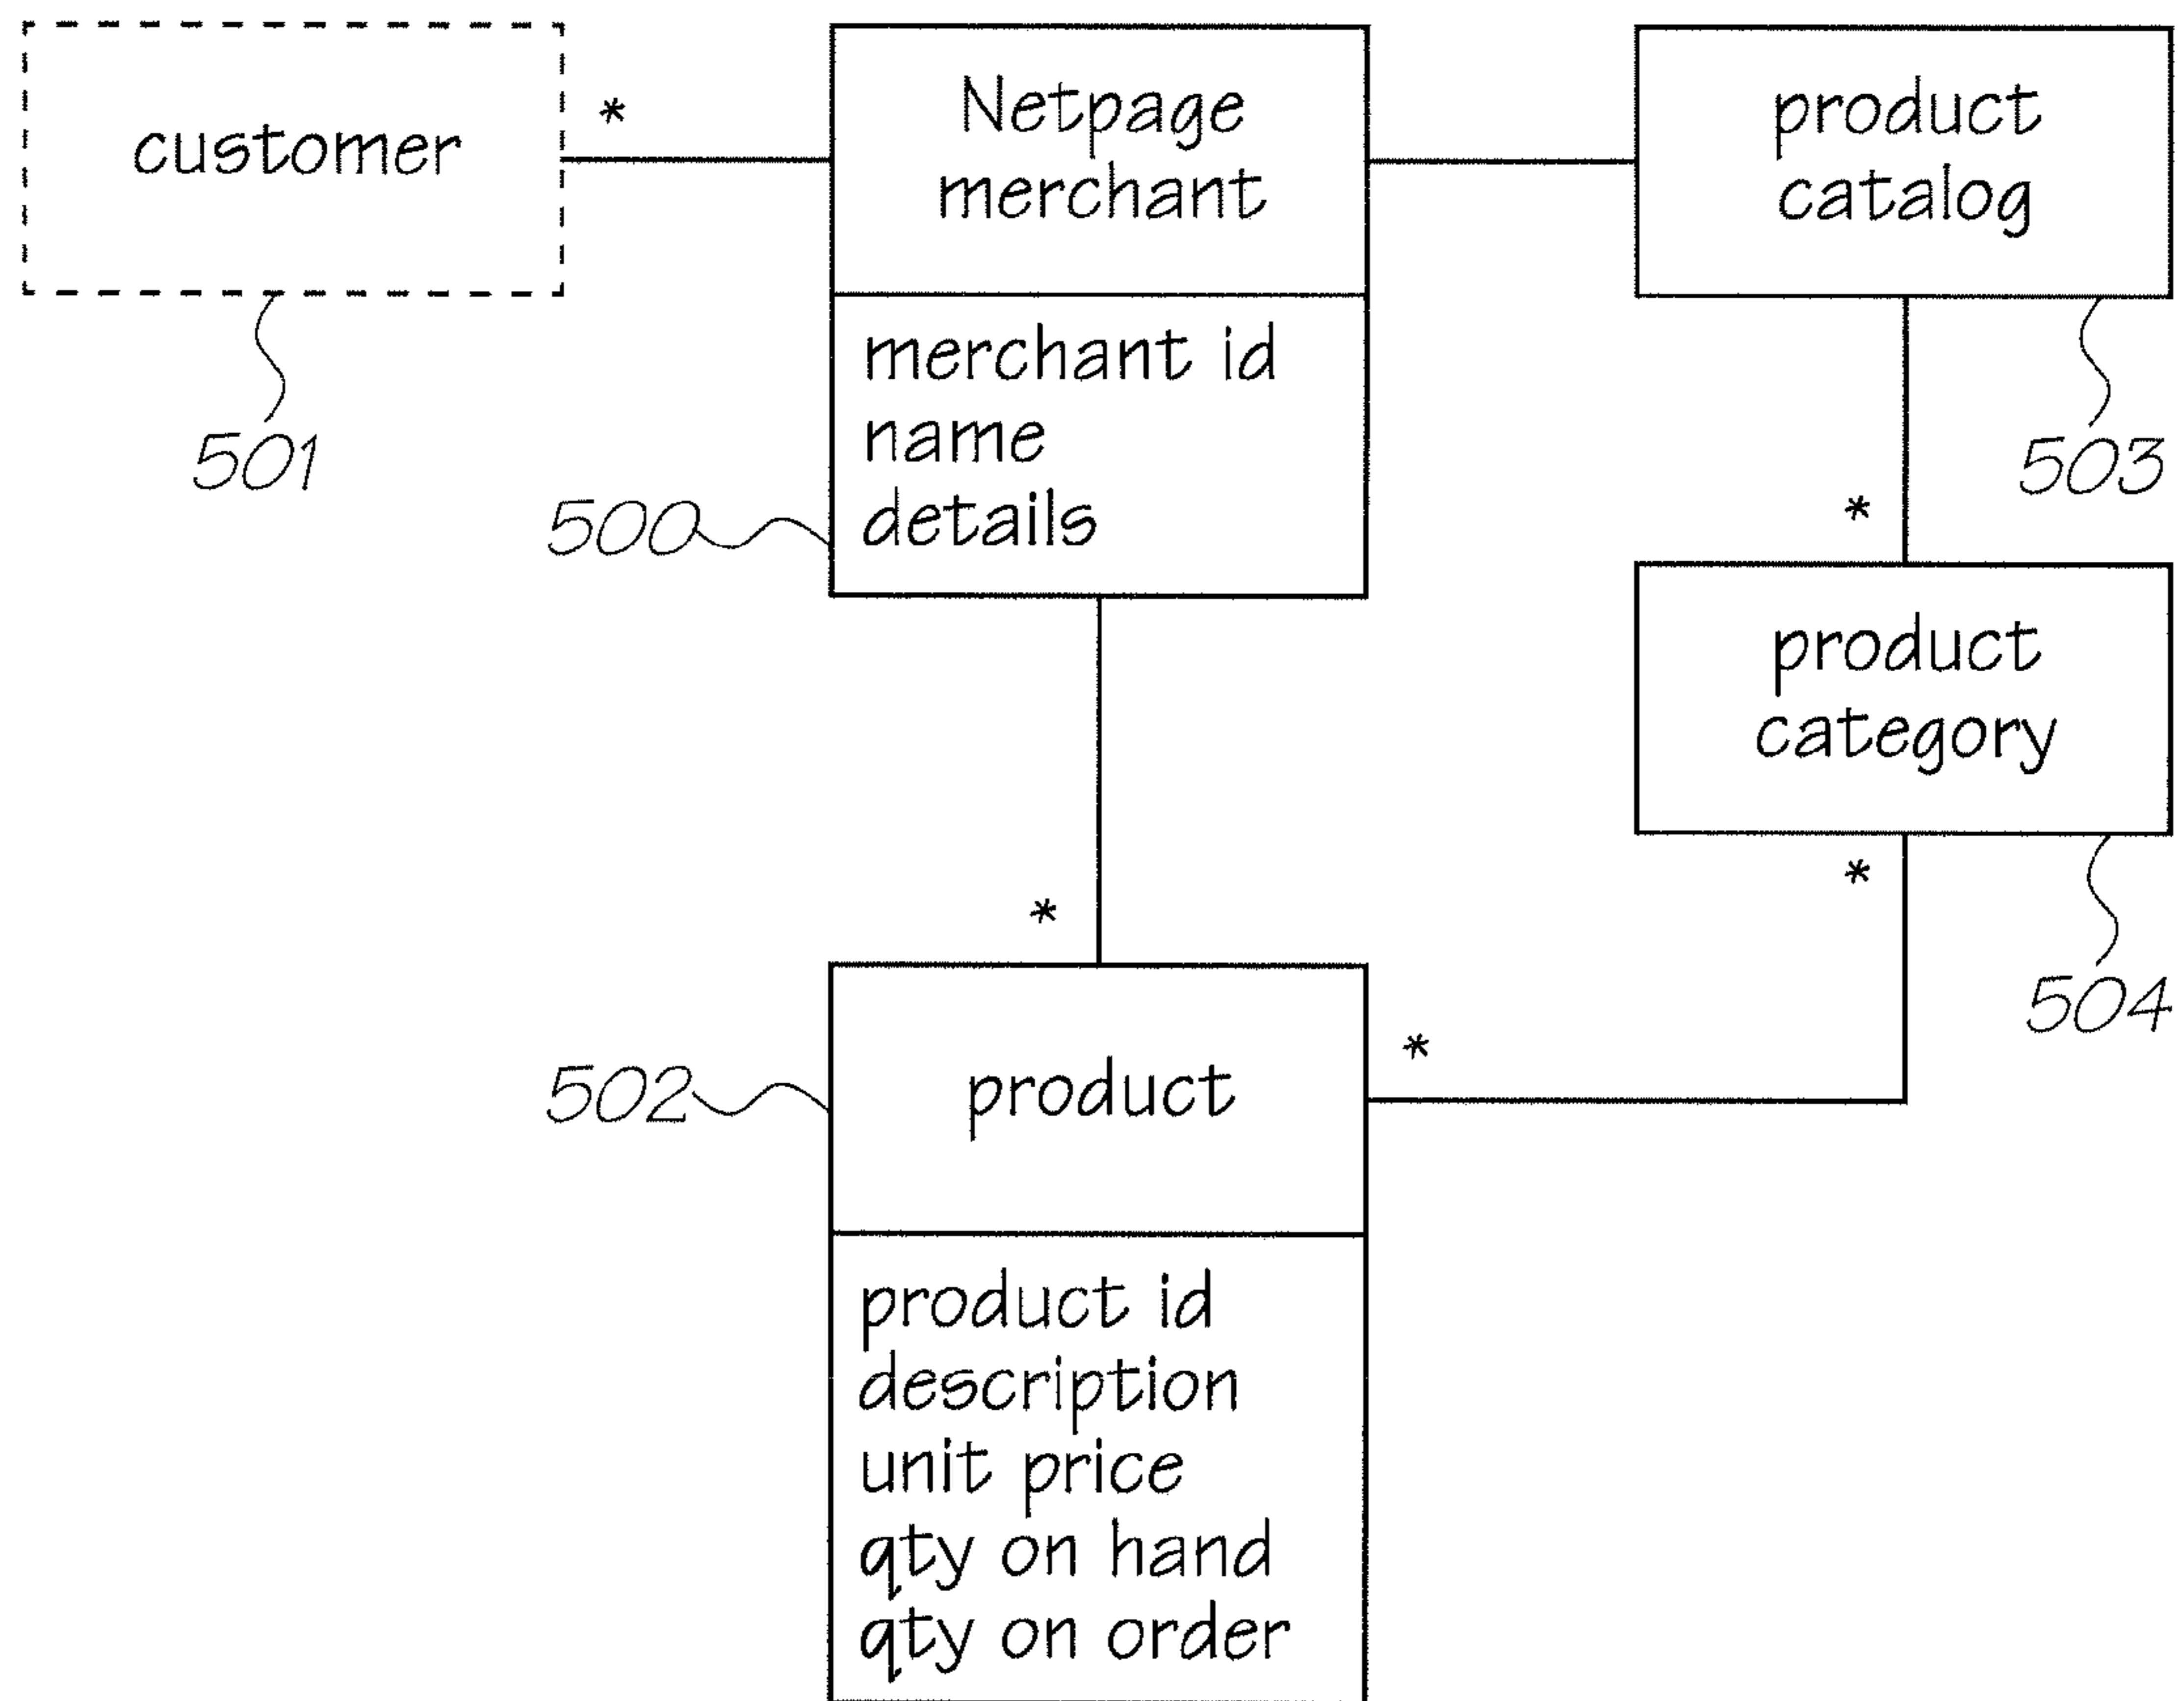 customer
*
Netpage
merchant
product
catalog
merchant id
name
details
501
500
503
*
product
category
*
504
*
502
product
*
product id
description
unit price
qty on hand
qty on order